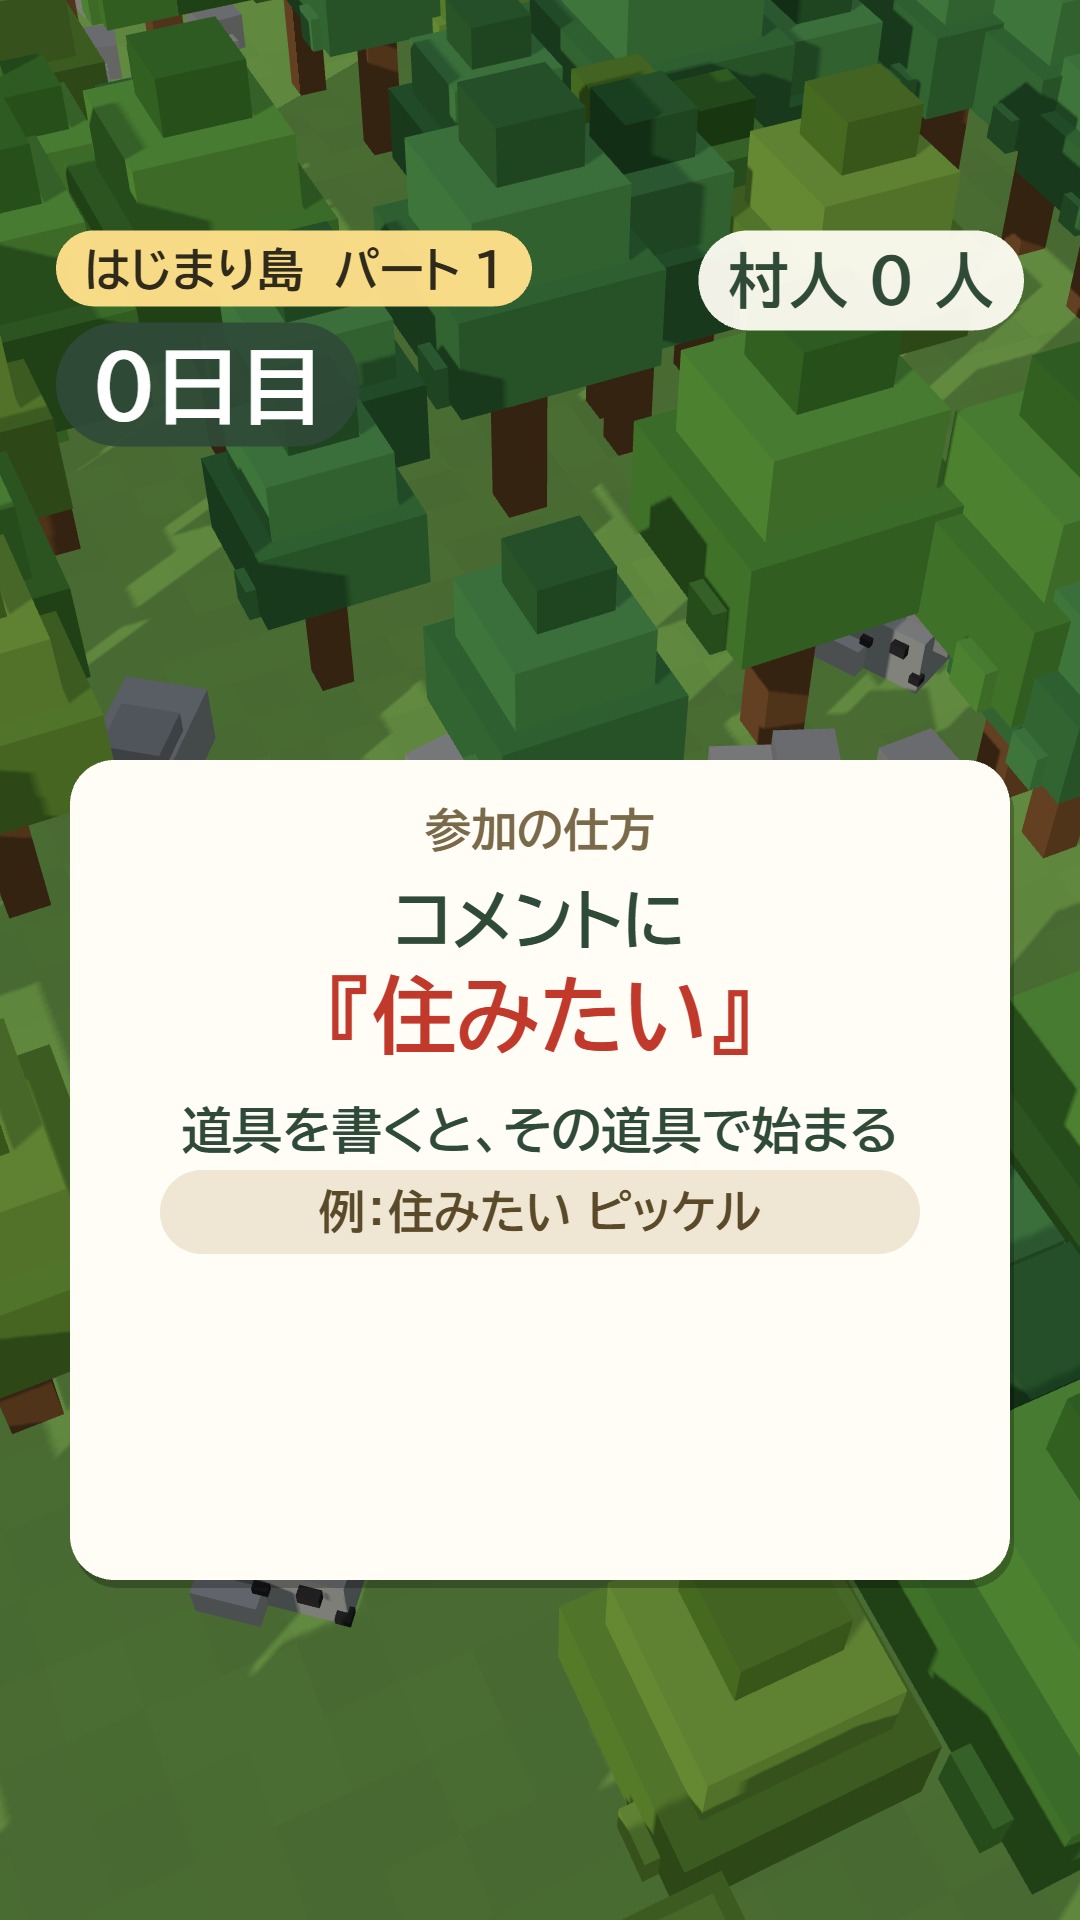 はじまり島 パート 1
村人 0 人
0日目
参加の仕方
コメントに
『住みたい』
道具を書くと、その道具で始まる
例：住みたい ピッケル